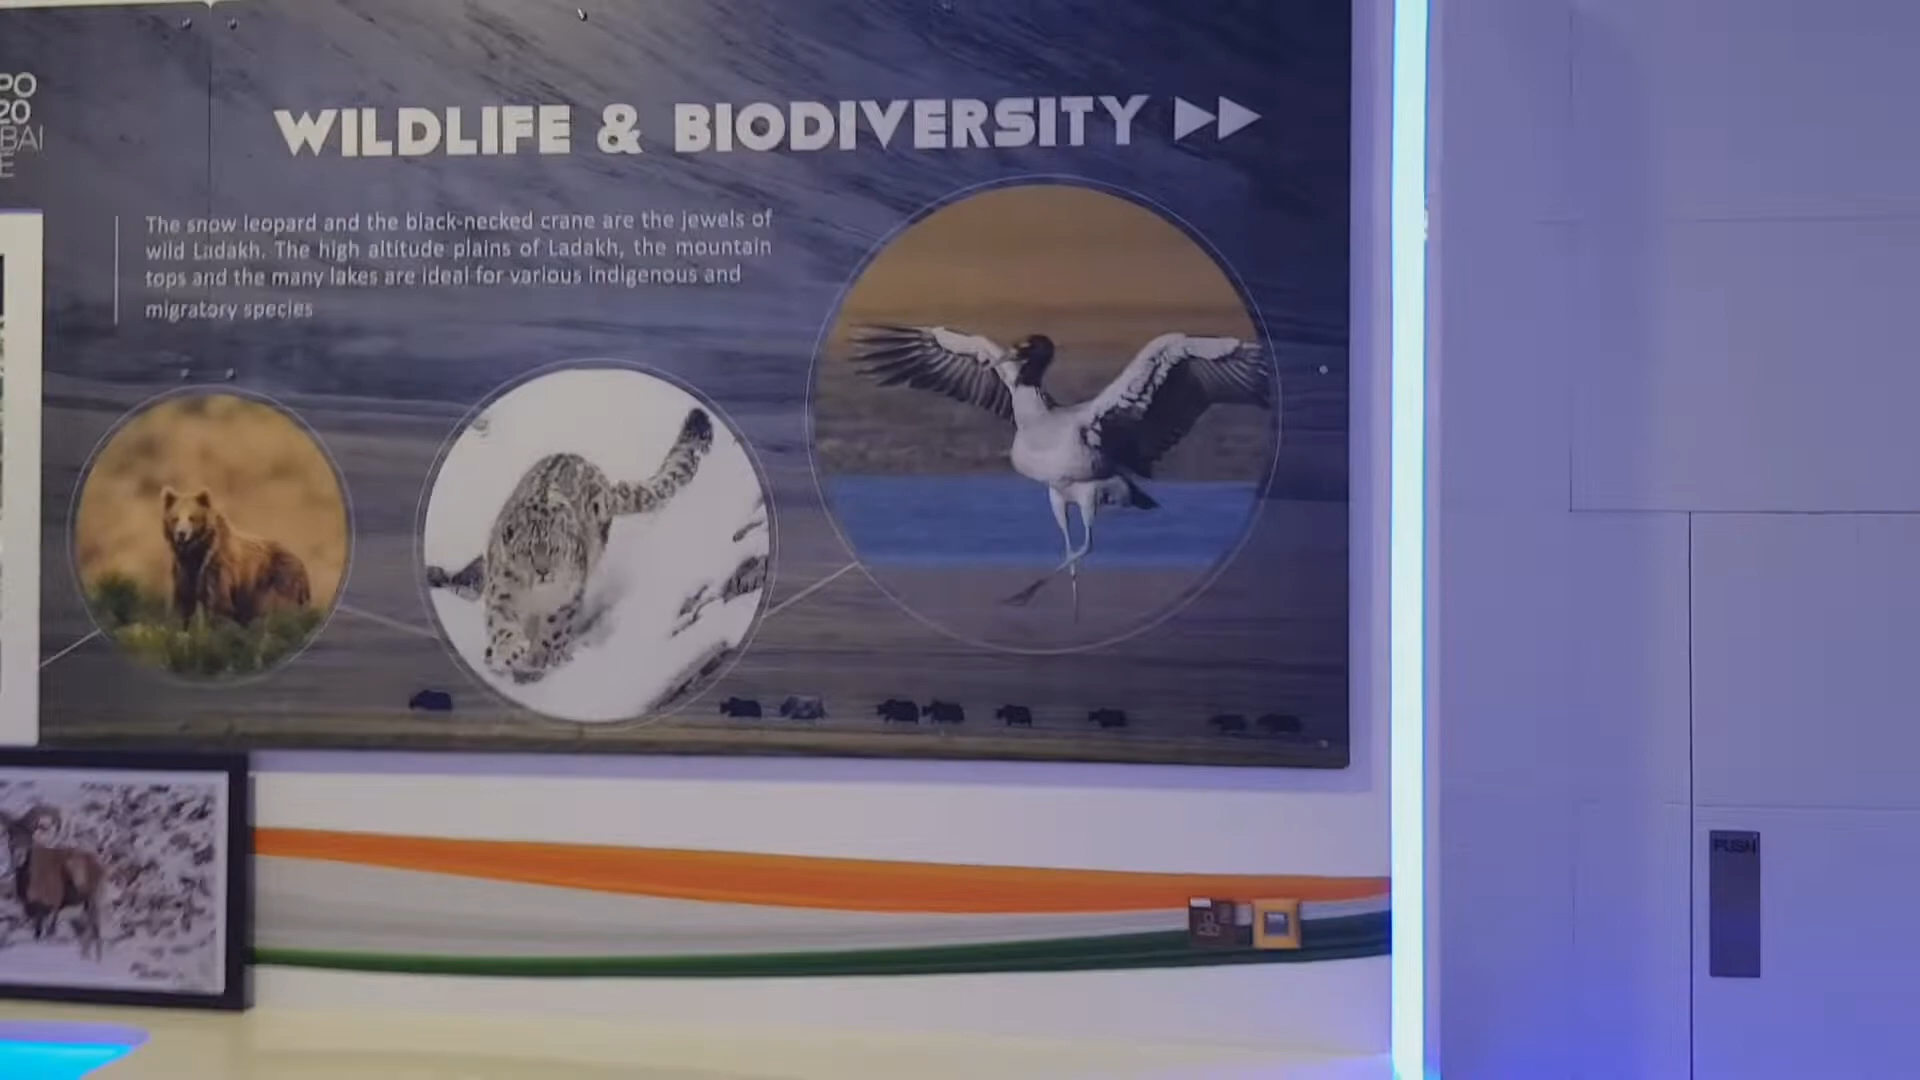 PO
20
BAI
E
WILDLIFE & BIODIVERSITY
The snow leopard and the black-necked crane are the jewels of
wild Ladakh. The high altitude plains of Ladakh, the mountain
tops and the many lakes are ideal for various indigenous and
migratory species
PUSH